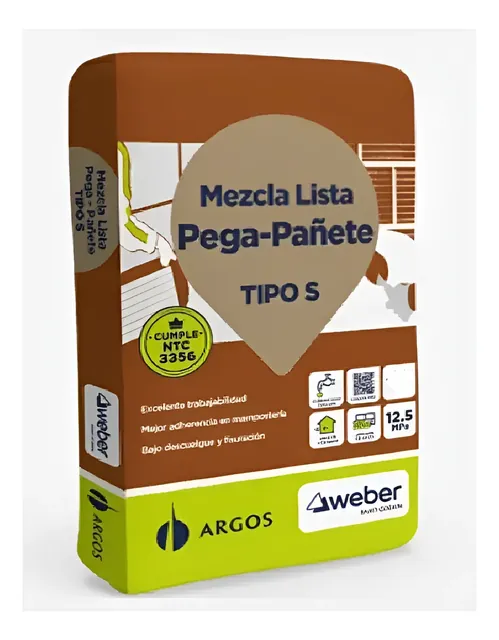 Mezcla Lista
Pega-Pañete
TIPO S
Mezcla Lista
Pega-Pañete
TIPO S
CUMPLE
NTC
3356
Excelente trabajabilidad
Mejor adherencia en mampostería
Bajo descuelgue y fisuración
12.5
MPa
weber
ARGOS
weber
ARGOS